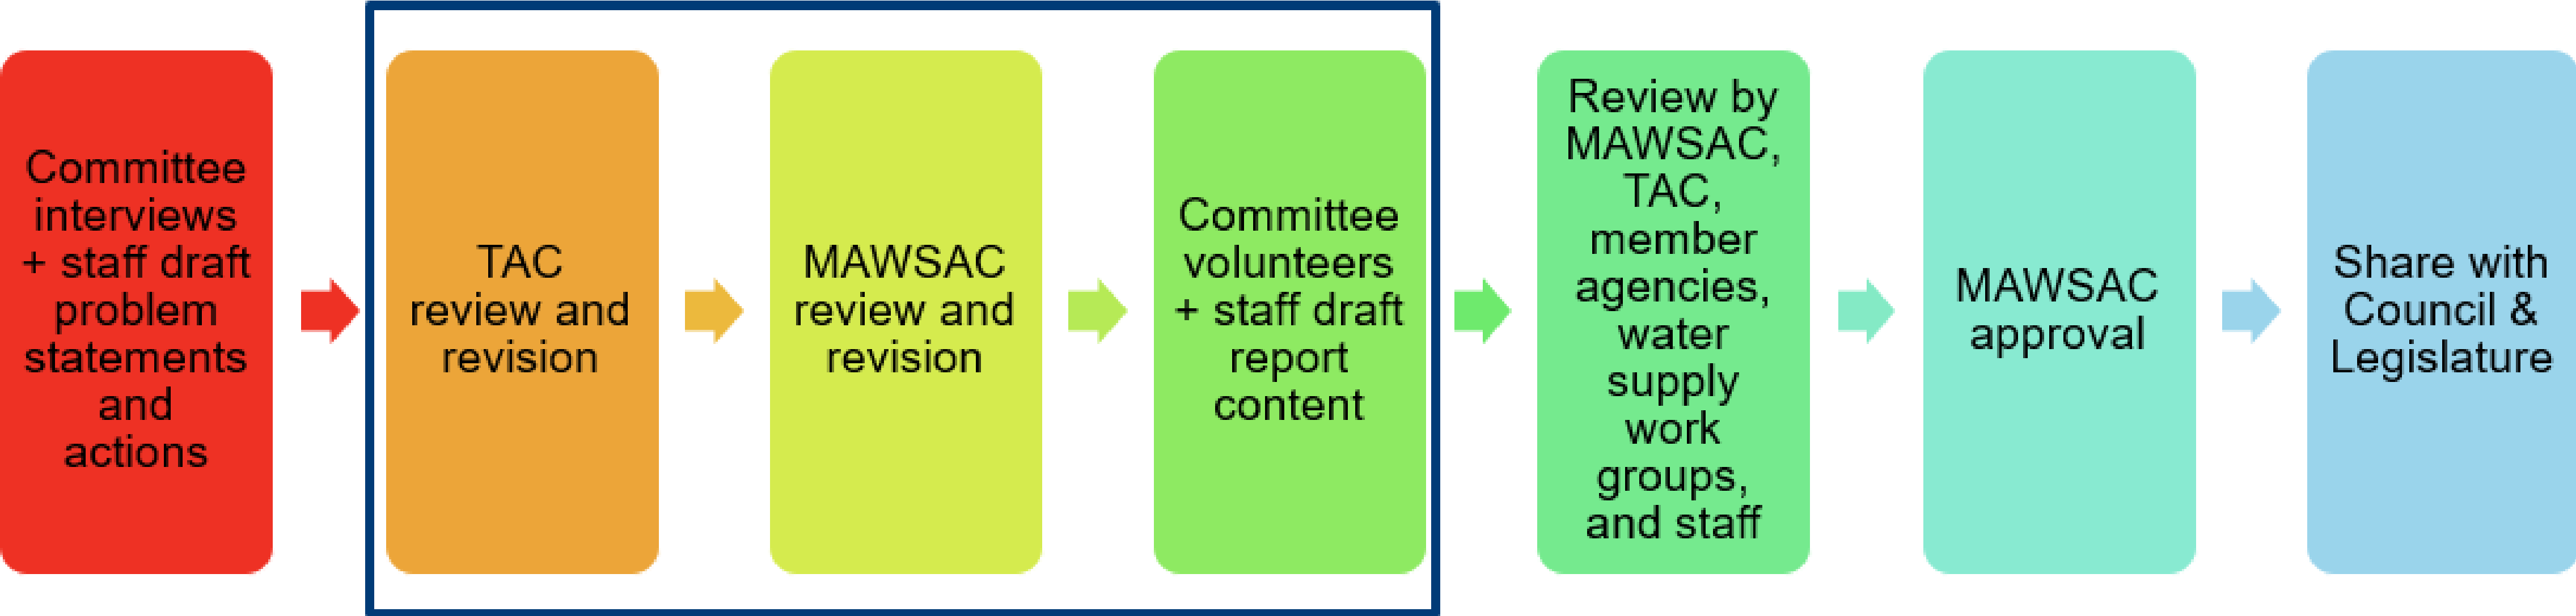 Committee
interviews
+ staff draft
problem
statements
and
actions
TAC
review and
revision
MAWSAC
review and
revision
Committee
volunteers
+ staff draft
report
content
Review by
MAWSAC,
TAC,
member
agencies,
water
supply
work
groups,
and staff
MAWSAC
approval
Share with
Council &
Legislature